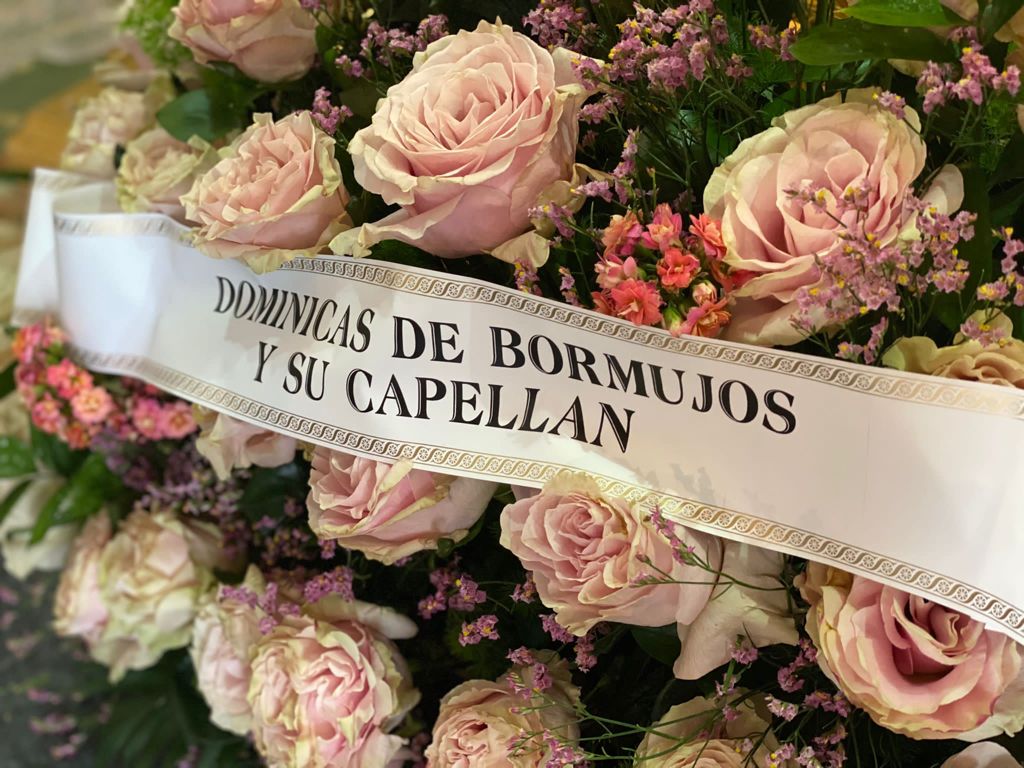 DOMINICAS DE BORMUJOS
Y SU CAPELLAN